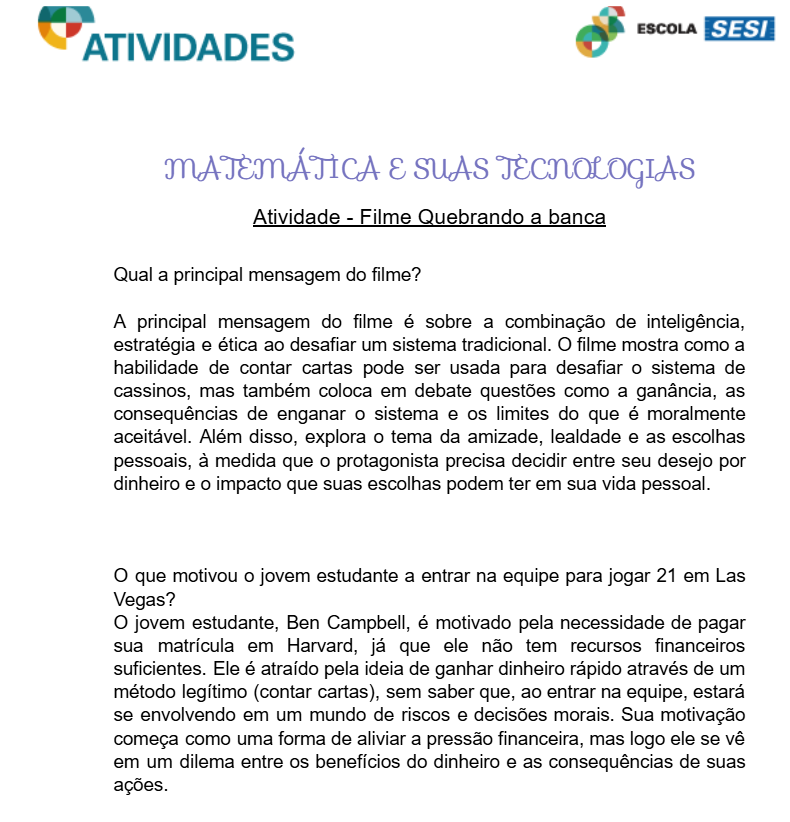 ATIVIDADES
ESCOLA SESI
MATEMÁTICA E SUAS TECNOLOGIAS
Atividade - Filme Quebrando a banca
Qual a principal mensagem do filme?
A principal mensagem do filme é sobre a combinação de inteligência,
estratégia e ética ao desafiar um sistema tradicional. O filme mostra como a
habilidade de contar cartas pode ser usada para desafiar o sistema de
cassinos, mas também coloca em debate questões como a ganância, as
consequências de enganar o sistema e os limites do que é moralmente
aceitável. Além disso, explora o tema da amizade, lealdade e as escolhas
pessoais, à medida que o protagonista precisa decidir entre seu desejo por
dinheiro e o impacto que suas escolhas podem ter em sua vida pessoal.
O que motivou o jovem estudante a entrar na equipe para jogar 21 em Las
Vegas?
O jovem estudante, Ben Campbell, é motivado pela necessidade de pagar
sua matrícula em Harvard, já que ele não tem recursos financeiros
suficientes. Ele é atraído pela ideia de ganhar dinheiro rápido através de um
método legítimo (contar cartas), sem saber que, ao entrar na equipe, estará
se envolvendo em um mundo de riscos e decisões morais. Sua motivação
começa como uma forma de aliviar a pressão financeira, mas logo ele se vê
em um dilema entre os benefícios do dinheiro e as consequências de suas
ações.